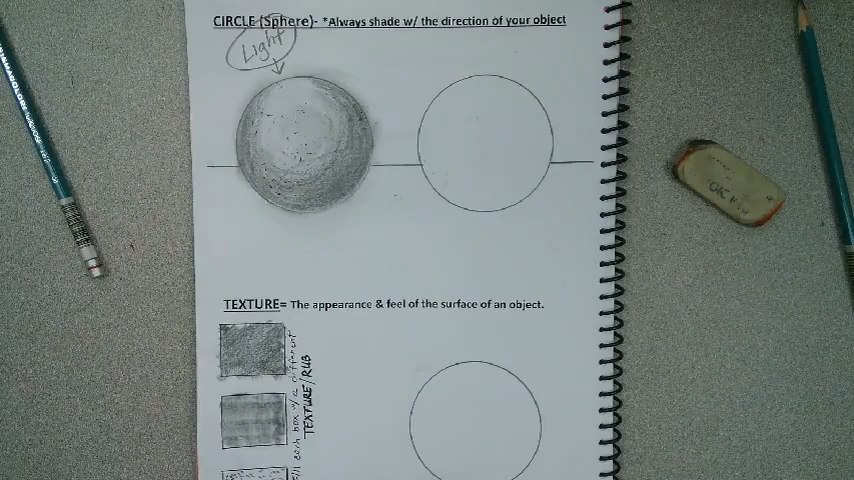 CIRCLE (Sphere)- *Always shade w/ the direction of your object
Light
TEXTURE= The appearance & feel of the surface of an object.
each box w/ a different
TEXTURE/RUB